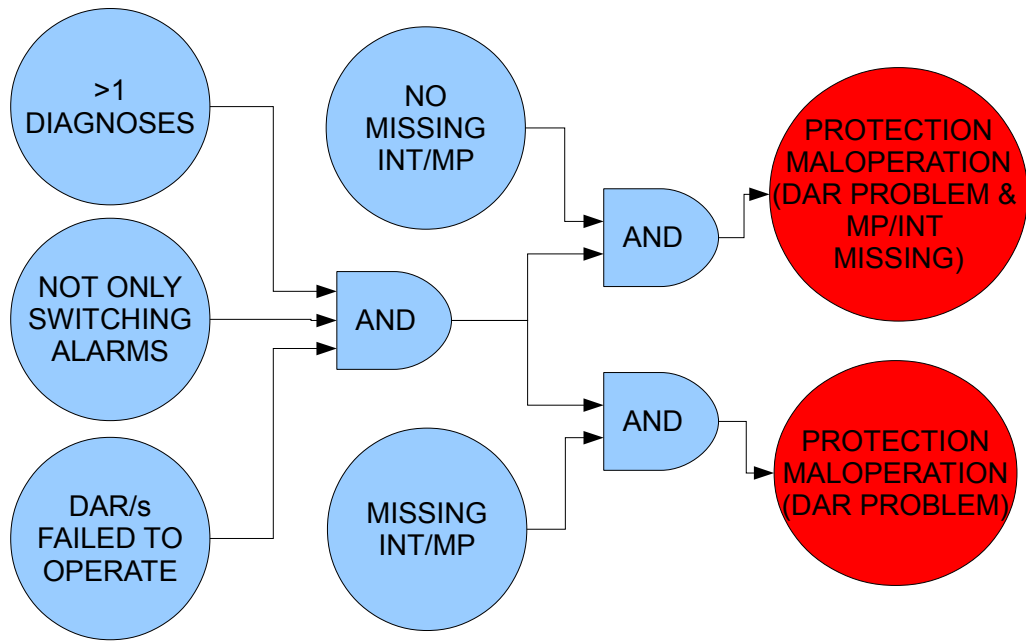 >1
DIAGNOSES
NOT ONLY
SWITCHING
ALARMS
DAR/s
FAILED TO
OPERATE
AND
NO
MISSING
INT/MP
MISSING
INT/MP
AND
AND
PROTECTION
MALOPERATION
(DAR PROBLEM &
MP/INT
MISSING)
PROTECTION
MALOPERATION
(DAR PROBLEM)